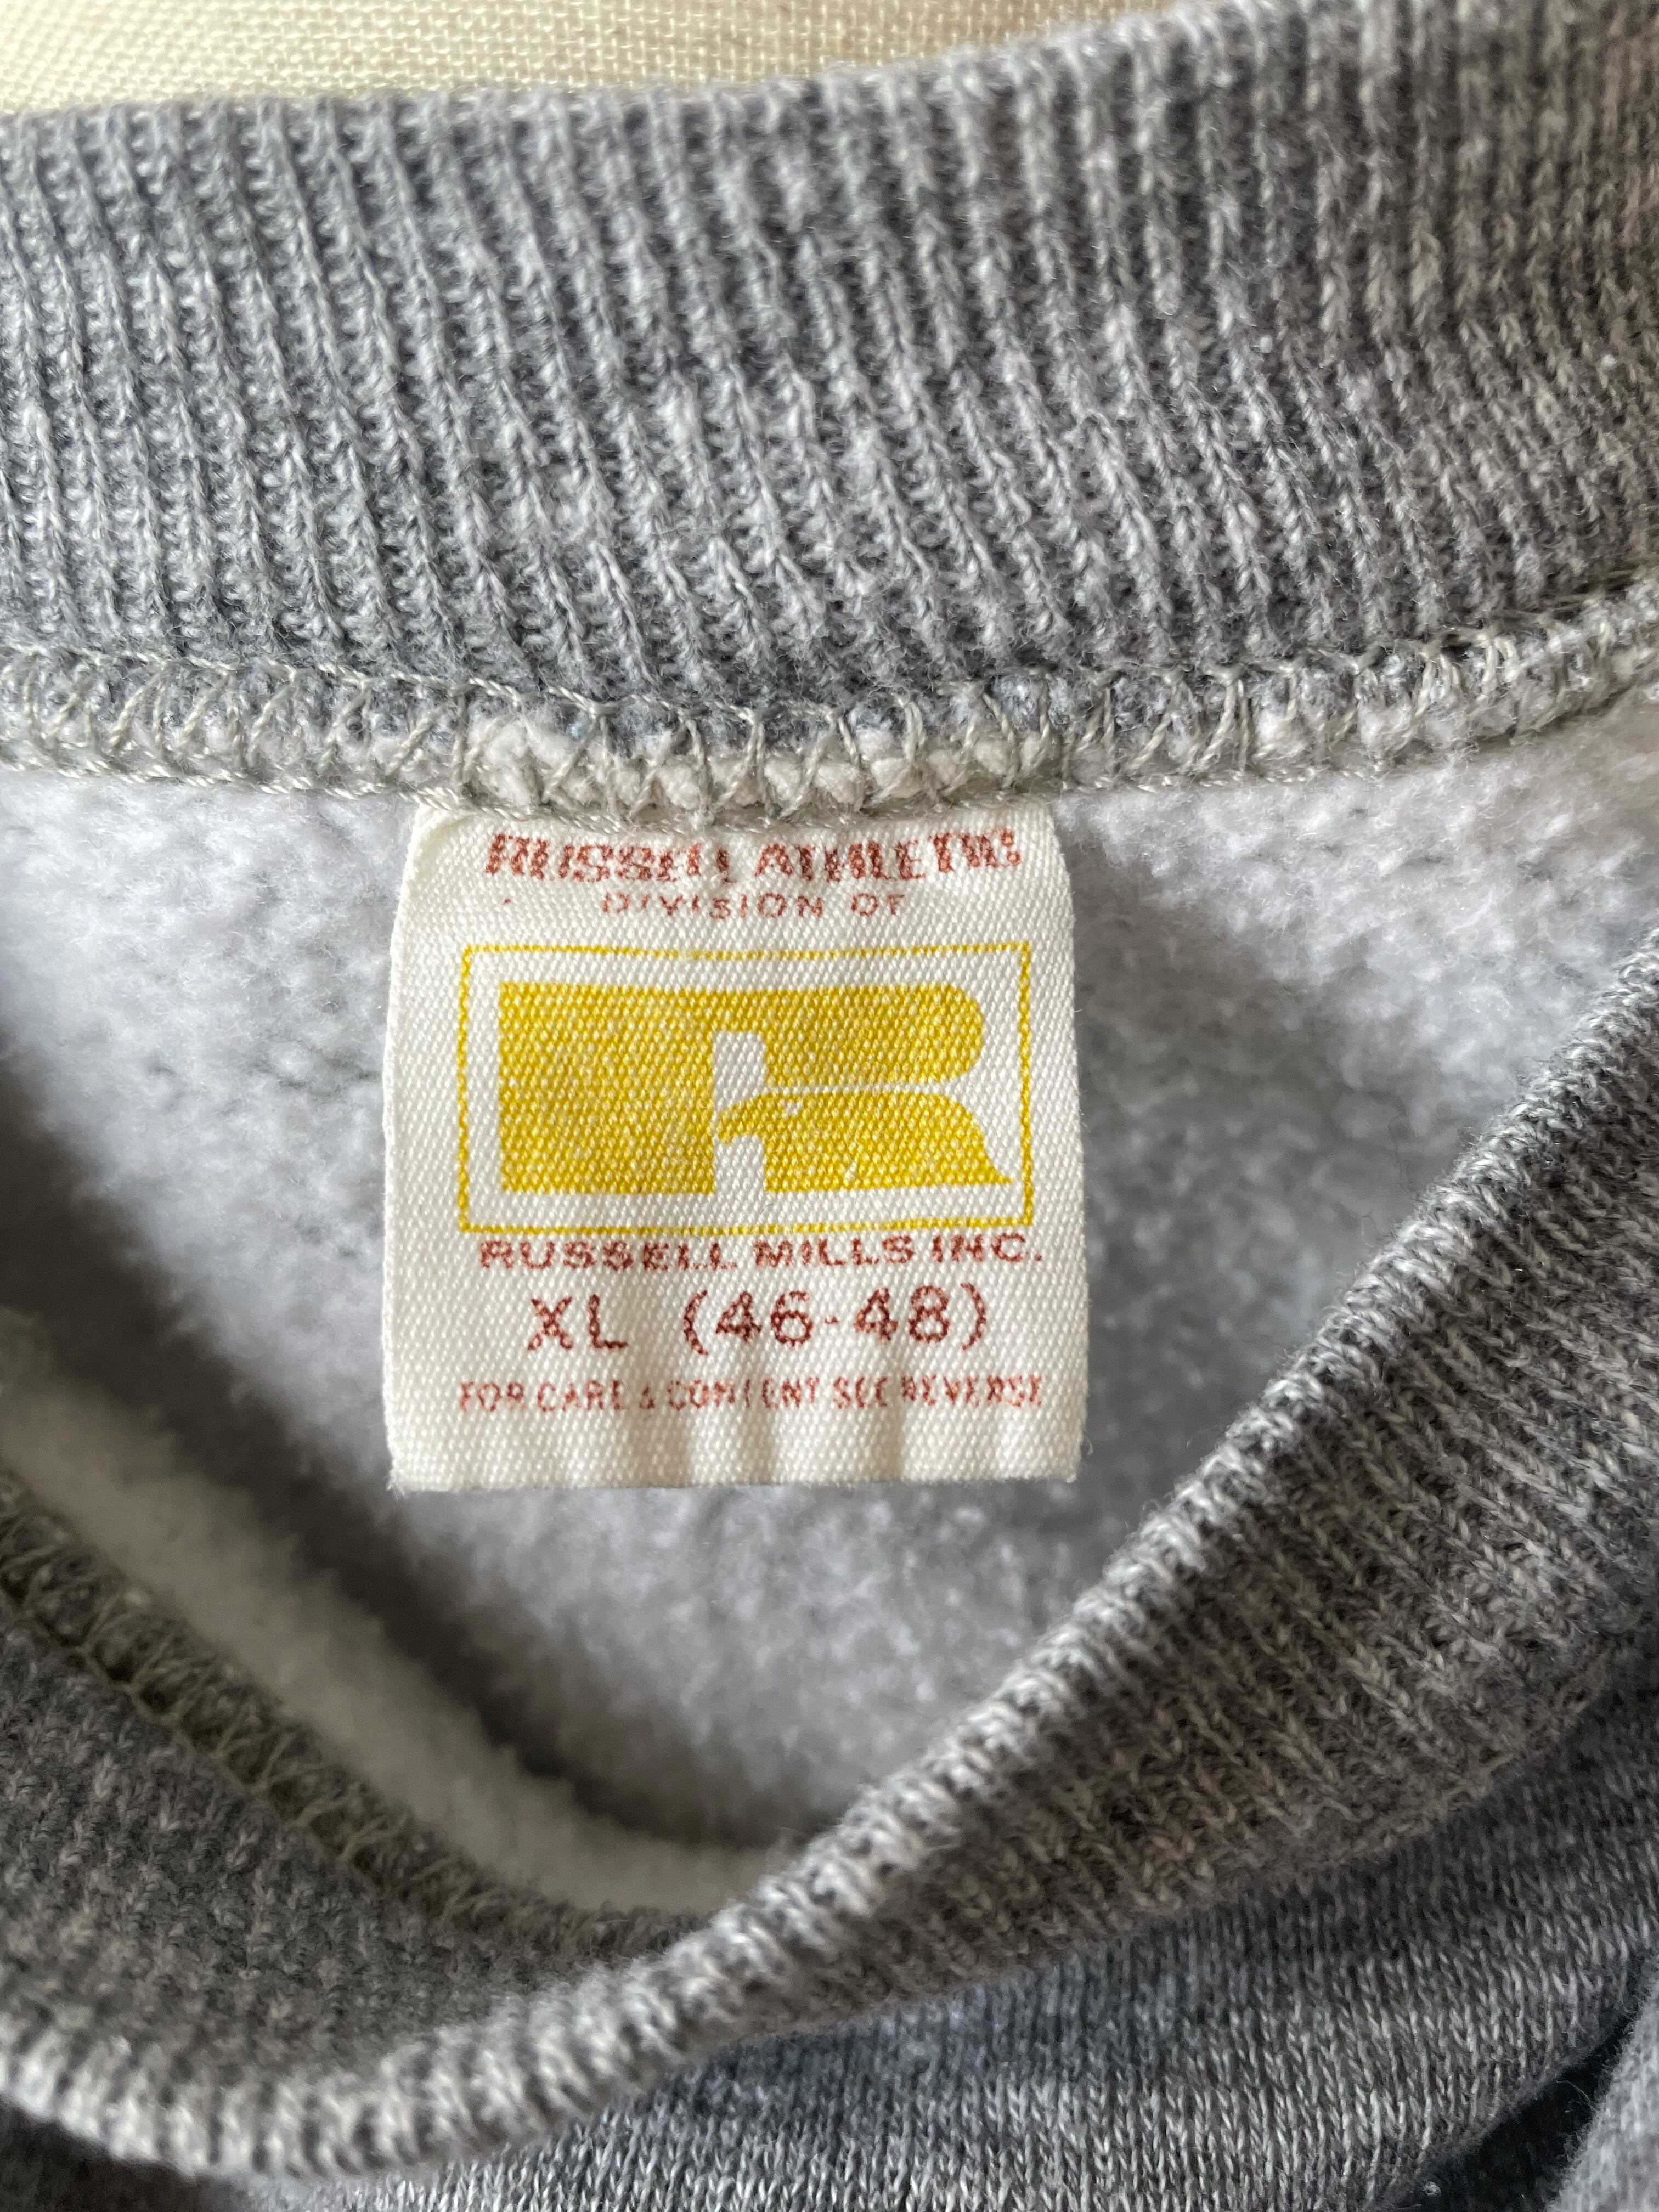 RUSSELL ATHLETIC
DIVISION OF
R
RUSSELL MILLS INC.
XL (46-48)
FOR CARE & CONTENT SEE REVERSE